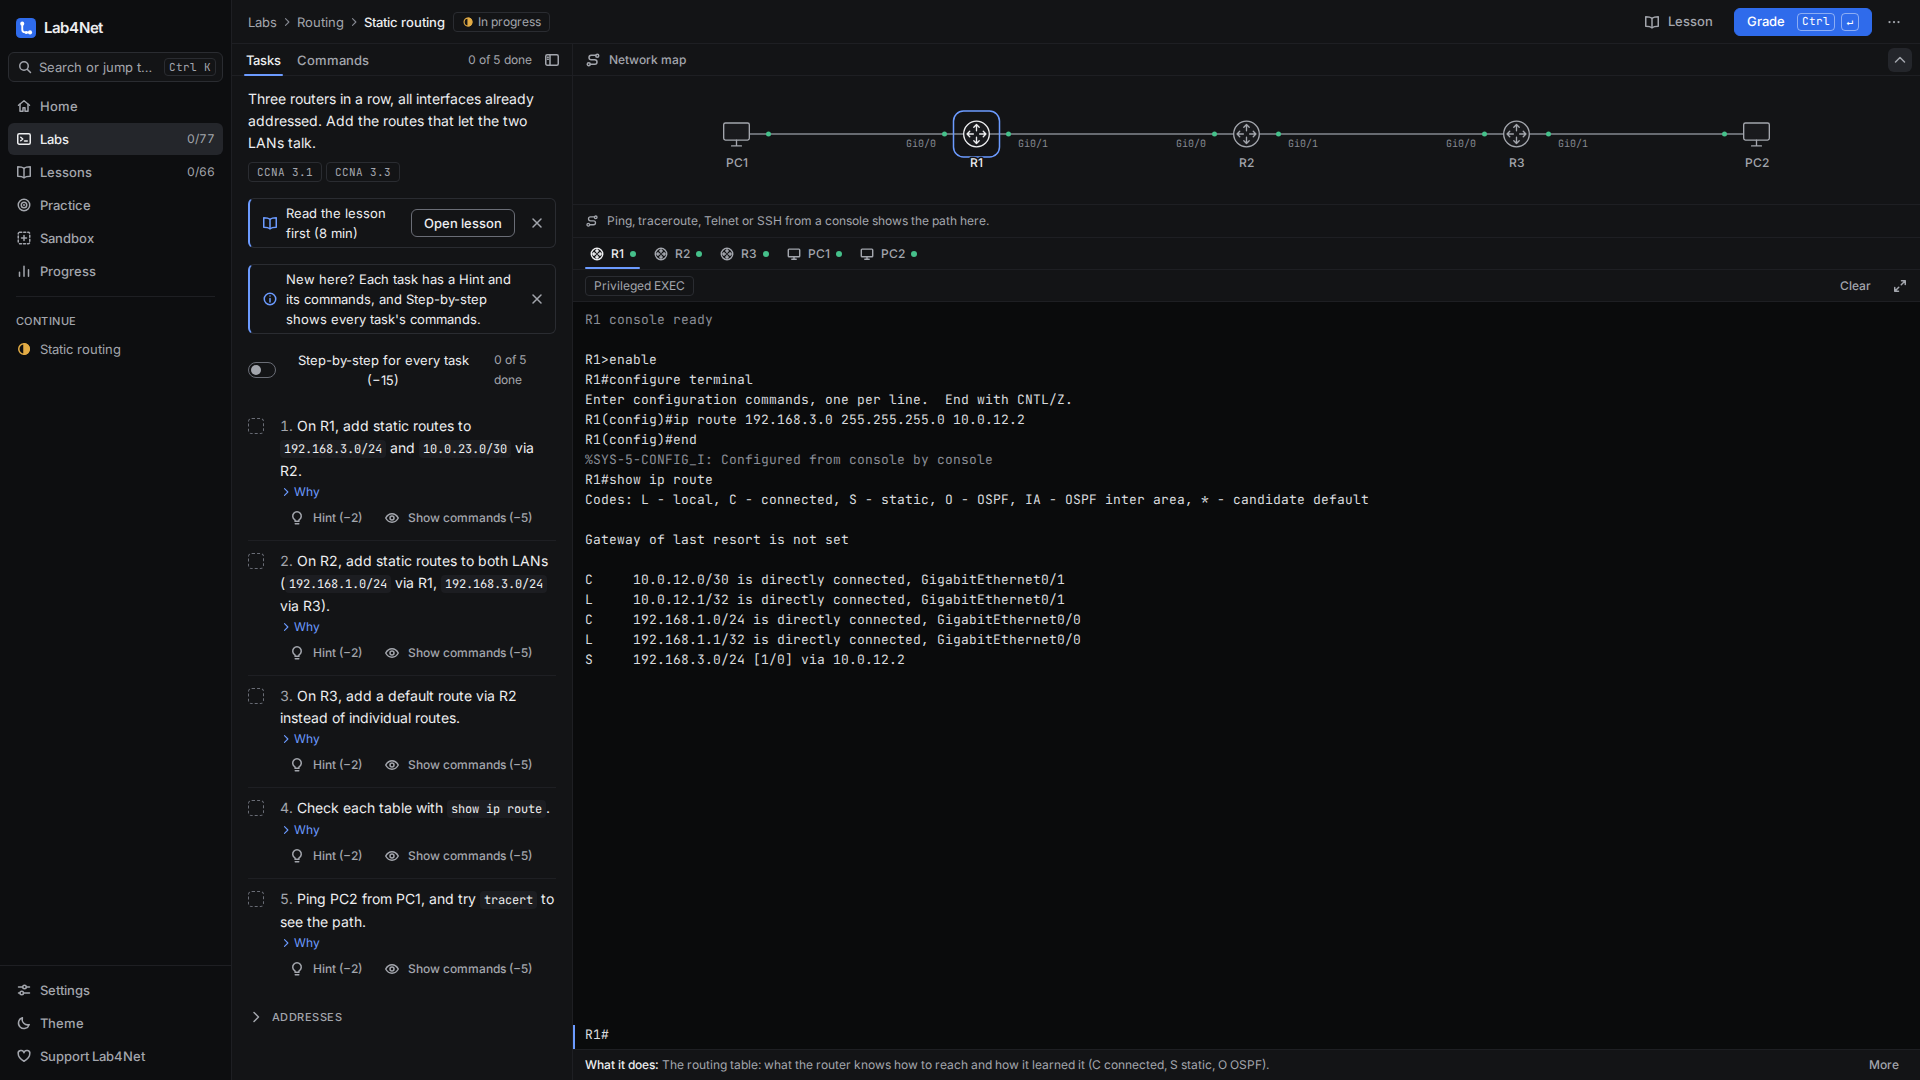 Lab4Net
Search or jump t... Ctrl K
Home
Labs 0/77
Lessons 0/66
Practice
Sandbox
Progress
CONTINUE
Static routing
Settings
Theme
Support Lab4Net
Labs > Routing > Static routing In progress
Lesson
Grade Ctrl ↵
Tasks Commands 0 of 5 done
Three routers in a row, all interfaces already
addressed. Add the routes that let the two
LANs talk.
CCNA 3.1 CCNA 3.3
Read the lesson
first (8 min)
Open lesson
New here? Each task has a Hint and
its commands, and Step-by-step
shows every task's commands.
Step-by-step for every task
(−15)
0 of 5
done
1. On R1, add static routes to
192.168.3.0/24 and 10.0.23.0/30 via
R2.
Why
Hint (−2) Show commands (−5)
2. On R2, add static routes to both LANs
(192.168.1.0/24 via R1, 192.168.3.0/24
via R3).
Why
Hint (−2) Show commands (−5)
3. On R3, add a default route via R2
instead of individual routes.
Why
Hint (−2) Show commands (−5)
4. Check each table with show ip route.
Why
Hint (−2) Show commands (−5)
5. Ping PC2 from PC1, and try tracert to
see the path.
Why
Hint (−2) Show commands (−5)
ADDRESSES
Network map
Gi0/0 Gi0/1 Gi0/0 Gi0/1 Gi0/0 Gi0/1
PC1 R1 R2 R3 PC2
Ping, traceroute, Telnet or SSH from a console shows the path here.
R1 R2 R3 PC1 PC2
Privileged EXEC Clear
R1 console ready
R1>enable
R1#configure terminal
Enter configuration commands, one per line.  End with CNTL/Z.
R1(config)#ip route 192.168.3.0 255.255.255.0 10.0.12.2
R1(config)#end
%SYS-5-CONFIG_I: Configured from console by console
R1#show ip route
Codes: L - local, C - connected, S - static, O - OSPF, IA - OSPF inter area, * - candidate default
Gateway of last resort is not set
C     10.0.12.0/30 is directly connected, GigabitEthernet0/1
L     10.0.12.1/32 is directly connected, GigabitEthernet0/1
C     192.168.1.0/24 is directly connected, GigabitEthernet0/0
L     192.168.1.1/32 is directly connected, GigabitEthernet0/0
S     192.168.3.0/24 [1/0] via 10.0.12.2
R1#
What it does: The routing table: what the router knows how to reach and how it learned it (C connected, S static, O OSPF).
More